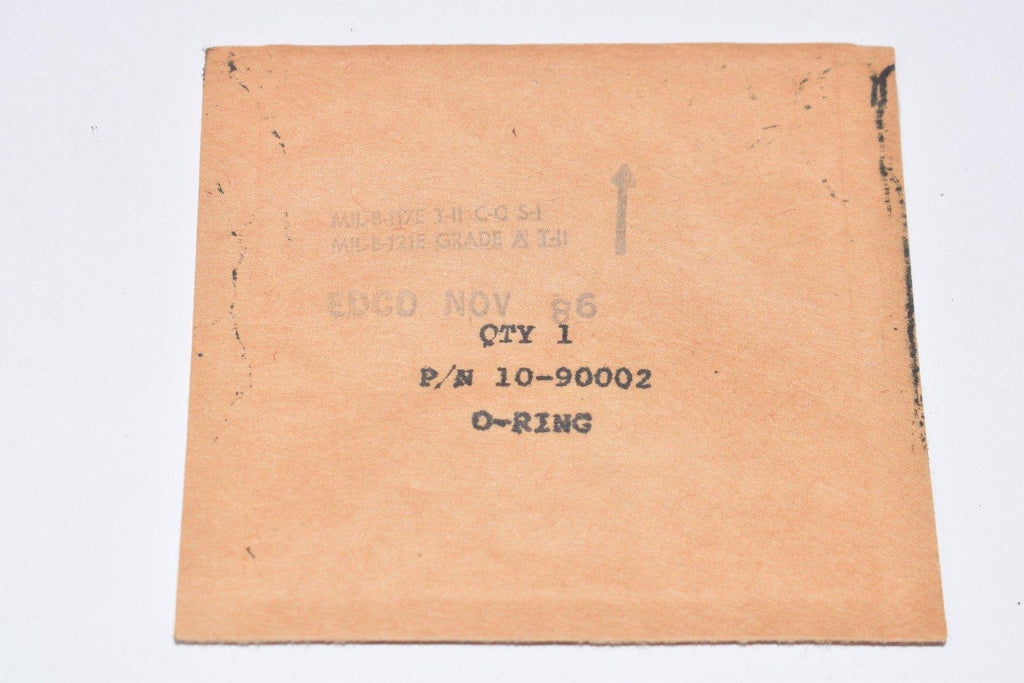 MIL-B-117E T-II C-C S-I
MIL-B-121E GRADE A T-II
EDCO NOV 86
QTY 1
P/N 10-90002
O-RING